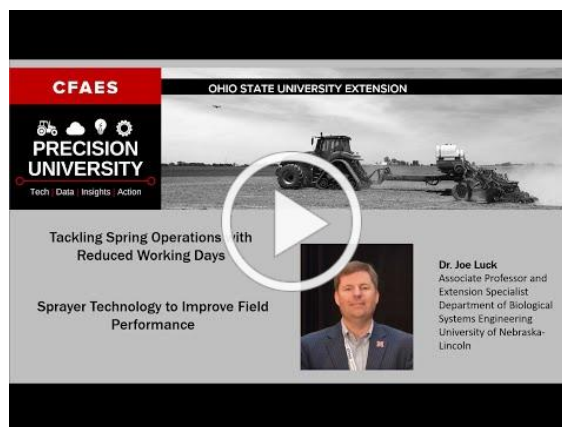 CFAES
OHIO STATE UNIVERSITY EXTENSION
PRECISION
UNIVERSITY
Tech | Data | Insights | Action
Tackling Spring Operations with
Reduced Working Days
Sprayer Technology to Improve Field
Performance
Dr. Joe Luck
Associate Professor and
Extension Specialist
Department of Biological
Systems Engineering
University of Nebraska-
Lincoln